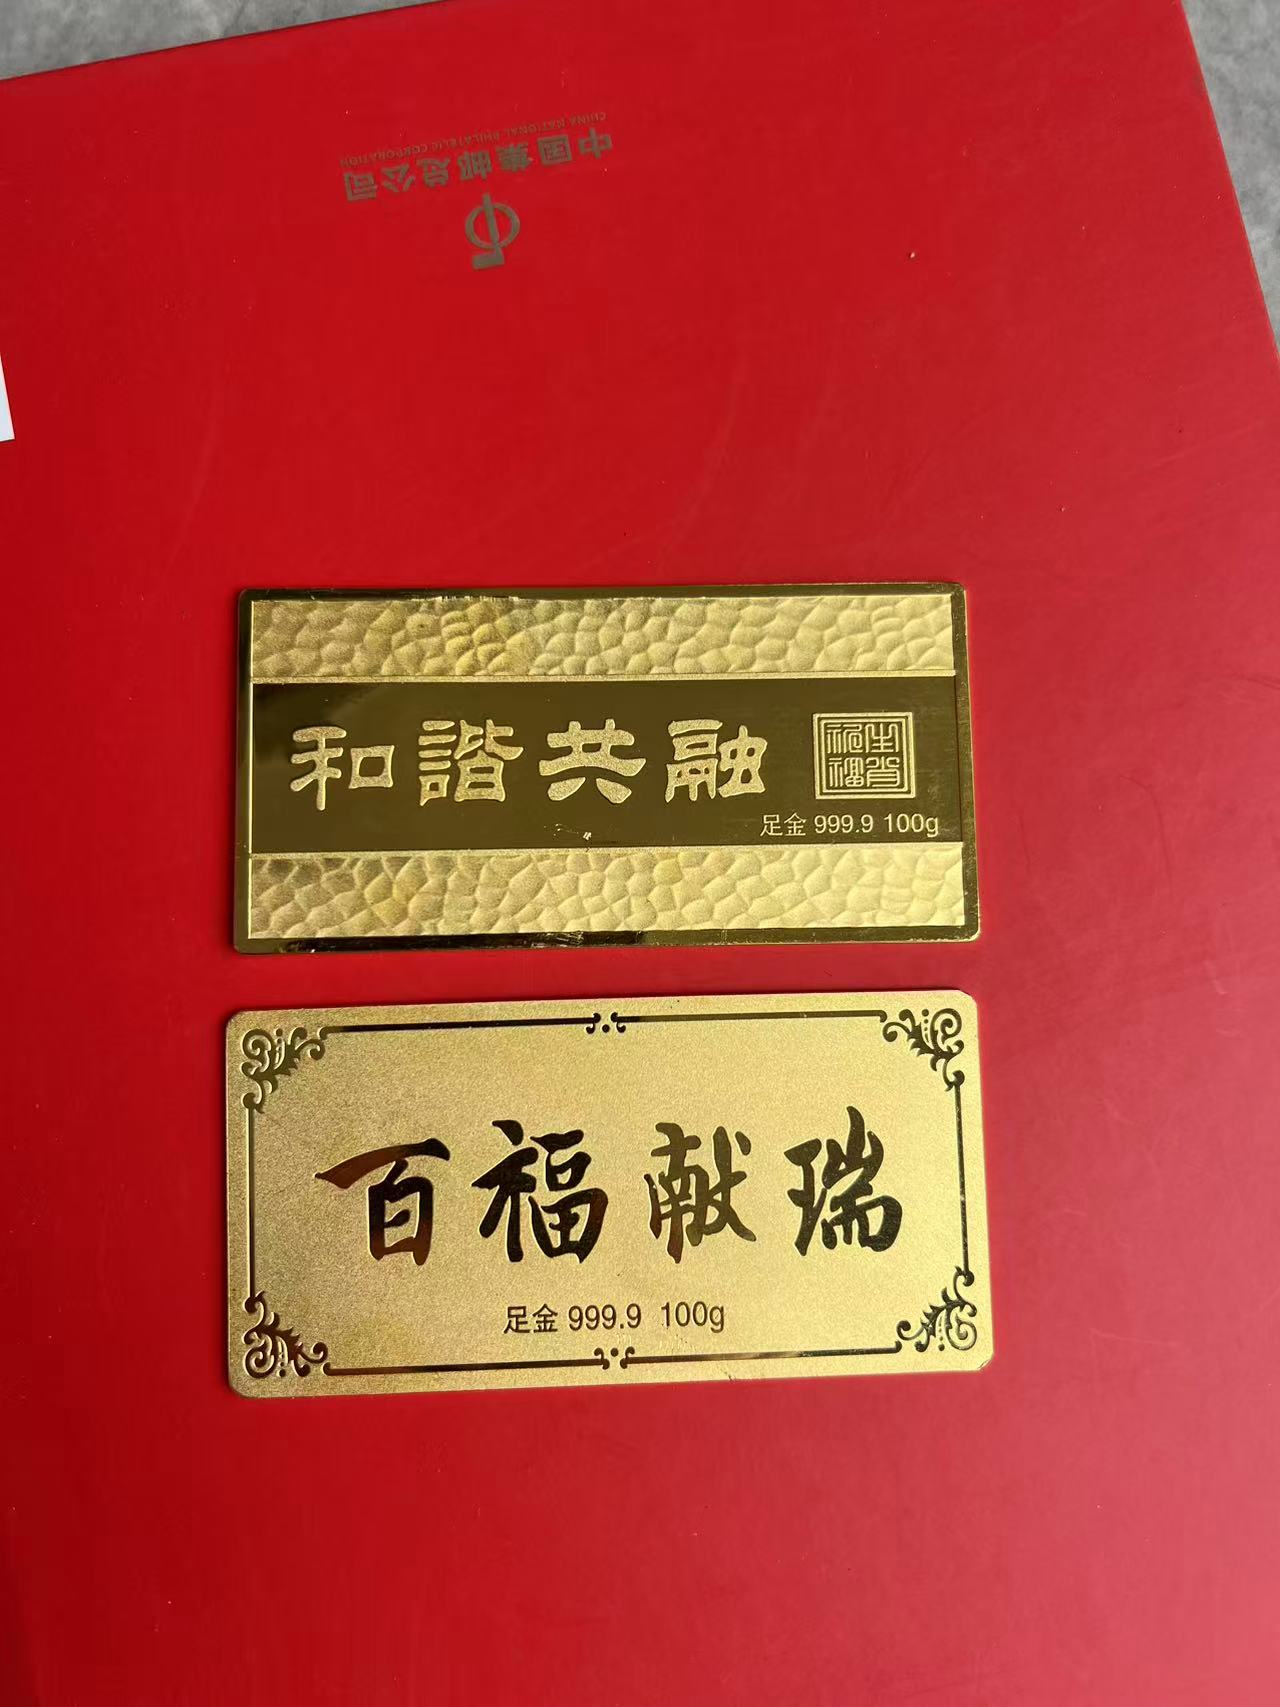 中国集邮总公司
CHINA NATIONAL PHILATELIC CORPORATION
和諧共融
足金 999.9 100g
百福献瑞
足金 999.9 100g